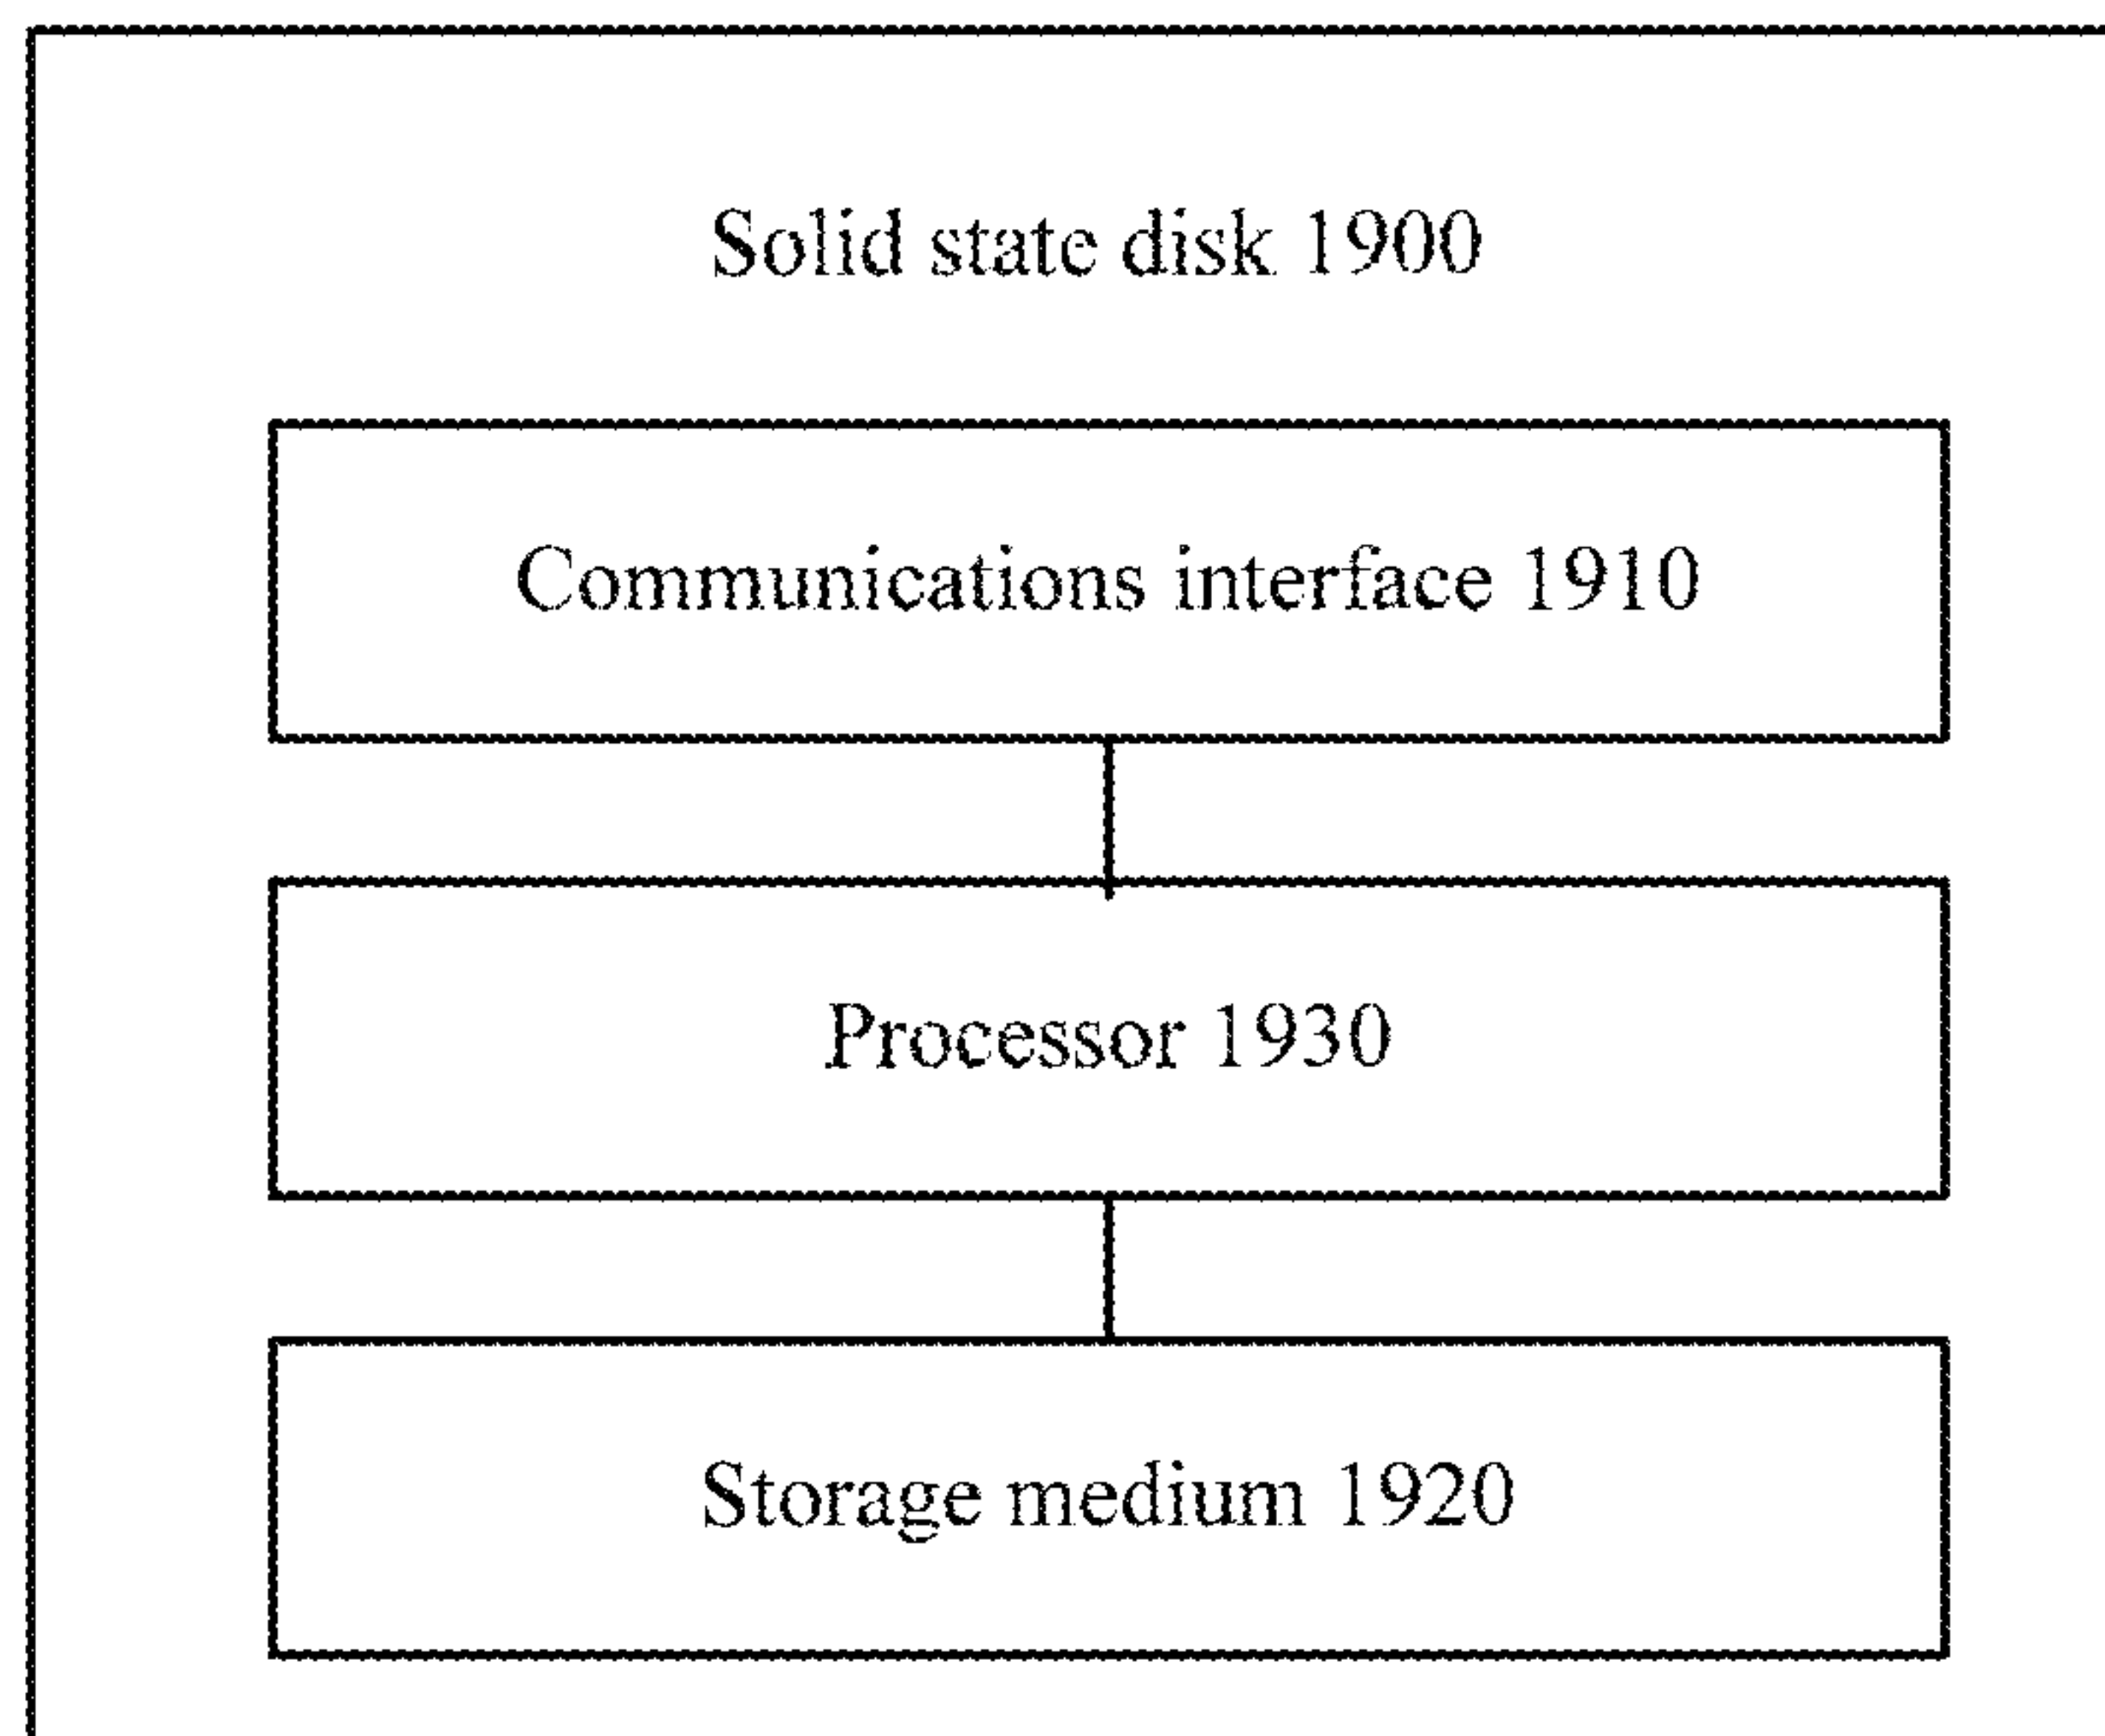 Solid state disk 1900
Communications interface 1910
Processor 1930
Storage medium 1920